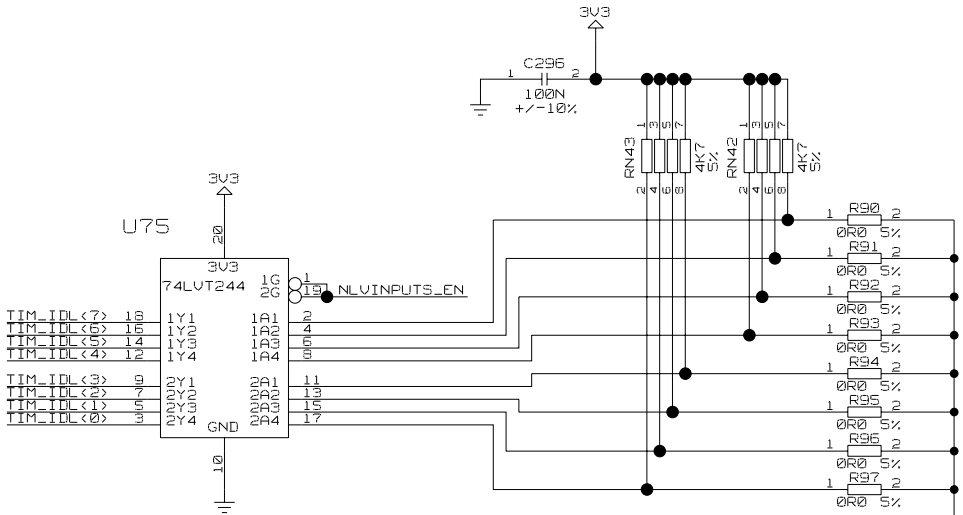 3V3
C296
1 2
100N
+/-10%
1 3 5 7 1 3 5 7
RN43 4K7 5% RN42 4K7 5%
2 4 6 8 2 4 6 8
3V3
U75
20
3V3
74LVT244
1G 1
2G 19 NLVINPUTS_EN
TIM_IDL(7) 18 1Y1 1A1 2
TIM_IDL(6) 16 1Y2 1A2 4
TIM_IDL(5) 14 1Y3 1A3 6
TIM_IDL(4) 12 1Y4 1A4 8
TIM_IDL(3) 9 2Y1 2A1 11
TIM_IDL(2) 7 2Y2 2A2 13
TIM_IDL(1) 5 2Y3 2A3 15
TIM_IDL(0) 3 2Y4 2A4 17
GND
10
1 R90 2
0R0 5%
1 R91 2
0R0 5%
1 R92 2
0R0 5%
1 R93 2
0R0 5%
1 R94 2
0R0 5%
1 R95 2
0R0 5%
1 R96 2
0R0 5%
1 R97 2
0R0 5%